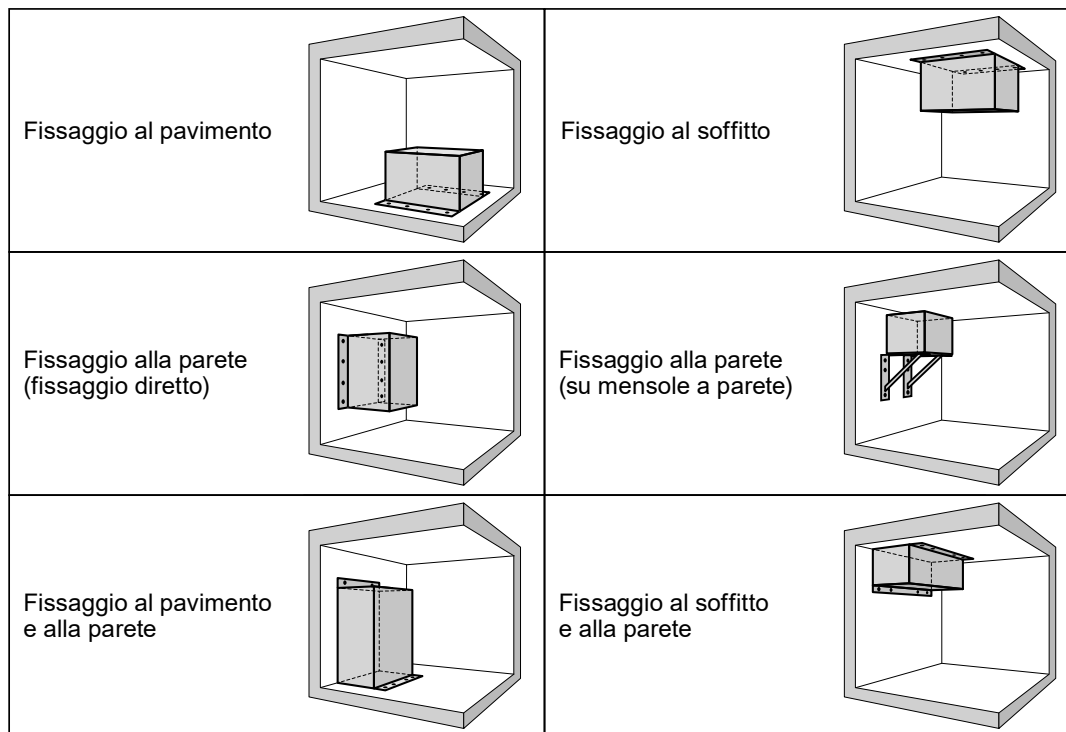 Fissaggio al pavimento
Fissaggio al soffitto
Fissaggio alla parete
(fissaggio diretto)
Fissaggio alla parete
(su mensole a parete)
Fissaggio al pavimento
e alla parete
Fissaggio al soffitto
e alla parete